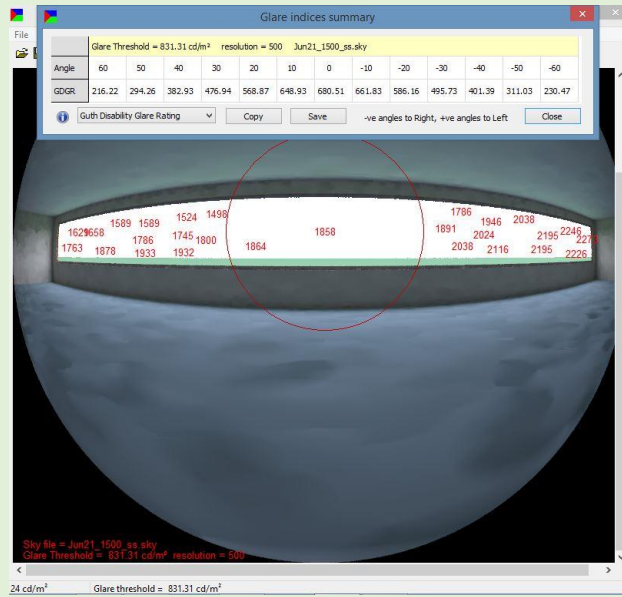 Glare indices summary
File
Glare Threshold = 831.31 cd/m² resolution = 500 Jun21_1500_ss.sky
Angle 60 50 40 30 20 10 0 -10 -20 -30 -40 -50 -60
GDGR 216.22 294.26 382.93 476.94 568.87 648.93 680.51 661.83 586.16 495.73 401.39 311.03 230.47
Guth Disability Glare Rating Copy Save -ve angles to Right, +ve angles to Left Close
1589 1589 1524 1498 1786 1946 2038
1658 1786 1745 1800 1858 1891 2024 2195 2246
1763 1878 1933 1932 1864 2038 2116 2195 2226
Sky file = Jun21_1500_ss.sky
Glare Threshold = 831.31 cd/m² resolution = 500
24 cd/m² Glare threshold = 831.31 cd/m²